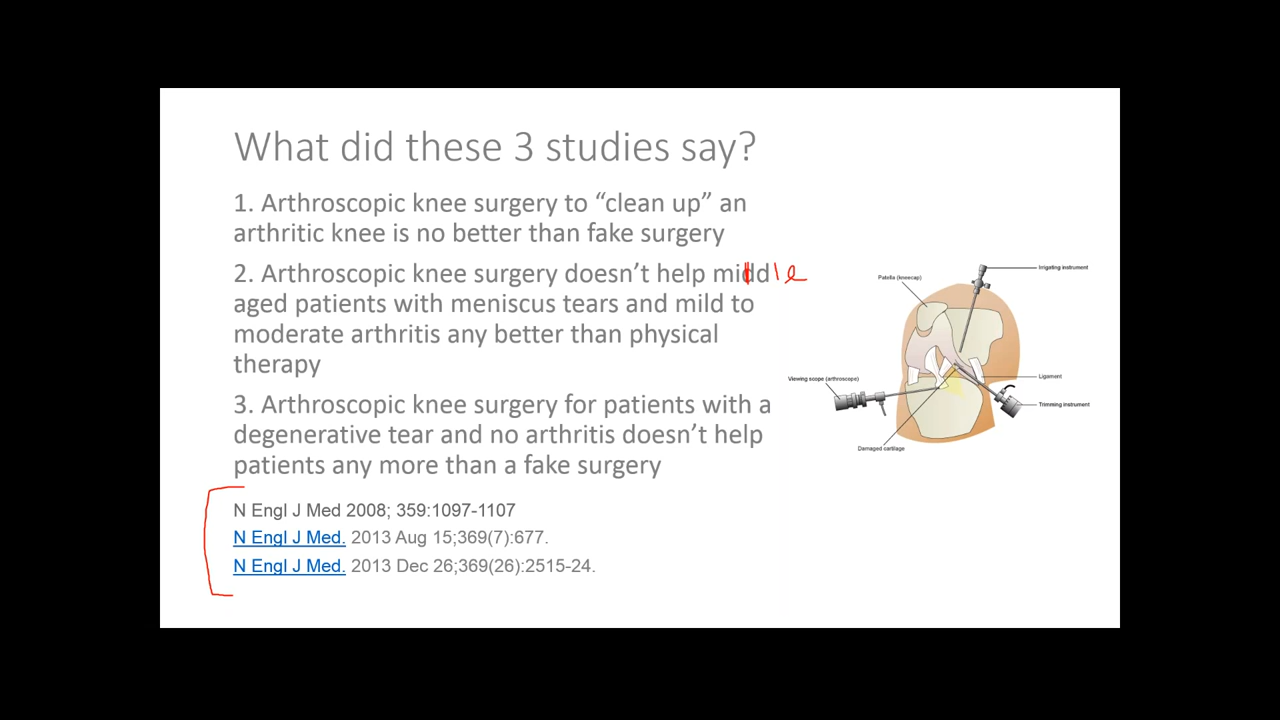 What did these 3 studies say?
1. Arthroscopic knee surgery to “clean up” an
arthritic knee is no better than fake surgery
2. Arthroscopic knee surgery doesn’t help middle
aged patients with meniscus tears and mild to
moderate arthritis any better than physical
therapy
3. Arthroscopic knee surgery for patients with a
degenerative tear and no arthritis doesn’t help
patients any more than a fake surgery
N Engl J Med 2008; 359:1097-1107
N Engl J Med. 2013 Aug 15;369(7):677.
N Engl J Med. 2013 Dec 26;369(26):2515-24.
Irrigating instrument
Patella (kneecap)
Ligament
Viewing scope (arthroscope)
Trimming instrument
Damaged cartilage